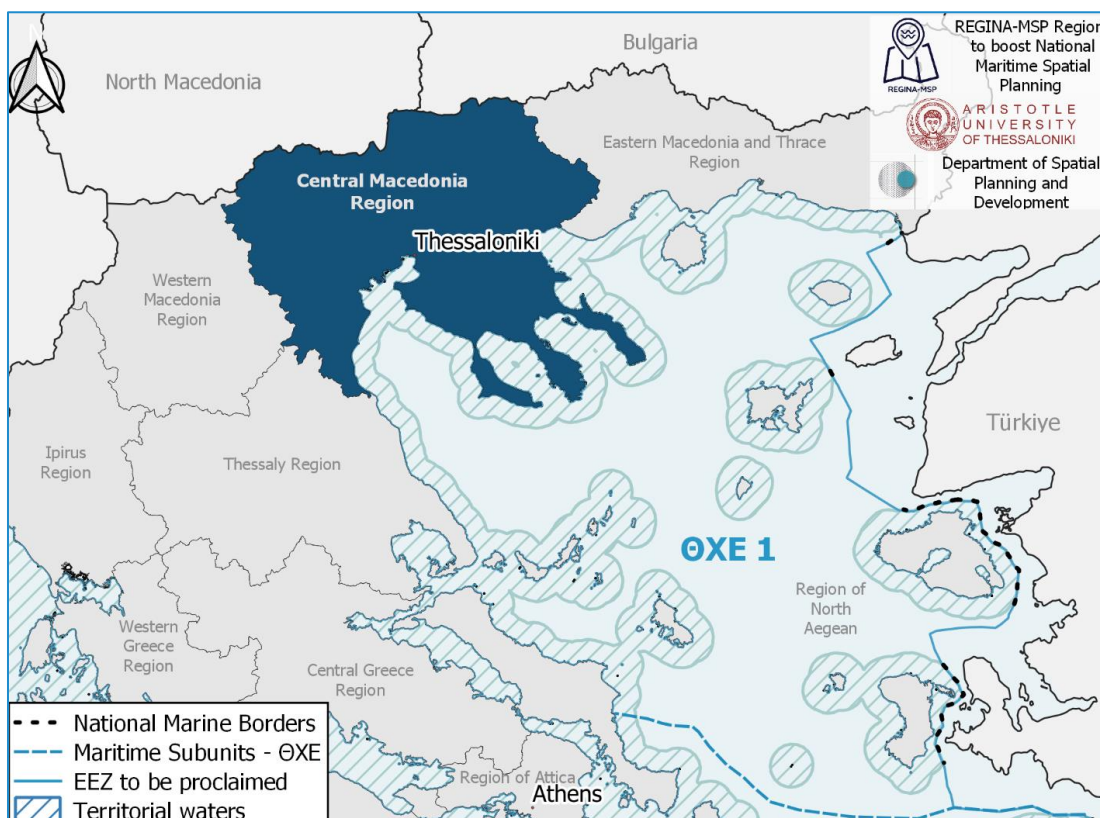 N
North Macedonia
Bulgaria
REGINA-MSP
REGINA-MSP Region
to boost National
Maritime Spatial
Planning
ARISTOTLE
UNIVERSITY
OF THESSALONIKI
Department of Spatial
Planning and
Development
Eastern Macedonia and Thrace
Region
Central Macedonia
Region
Thessaloniki
Western
Macedonia
Region
Ipirus
Region
Thessaly Region
Türkiye
ΘΧΕ 1
Region of
North
Aegean
Western
Greece
Region
Central Greece
Region
Region of Attica
Athens
National Marine Borders
Maritime Subunits - ΘΧΕ
EEZ to be proclaimed
Territorial waters